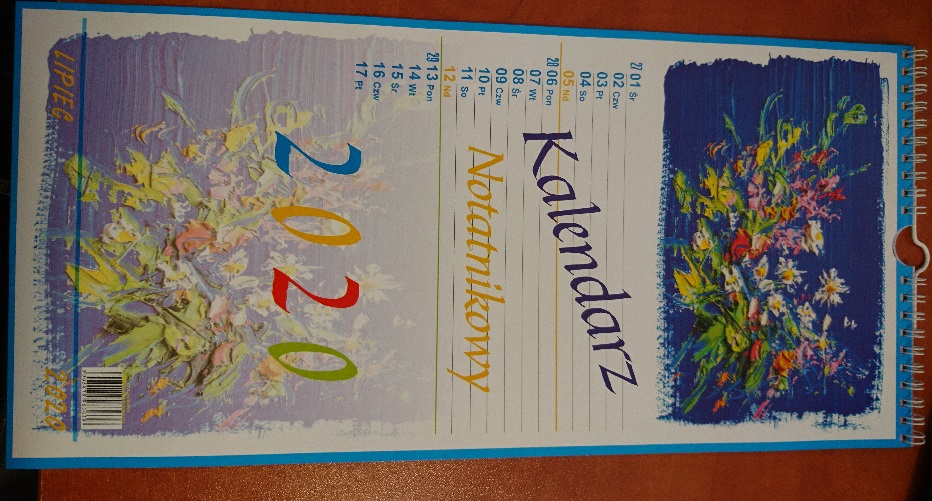 27 01 Śr
02 Czw
03 Pt
04 So
05 Nd
28 06 Pon
07 Wt
08 Śr
09 Czw
10 Pt
11 So
12 Nd
29 13 Pon
14 Wt
15 Śr
16 Czw
17 Pt
Kalendarz
Notatnikowy
2020
LIPIEC 2020